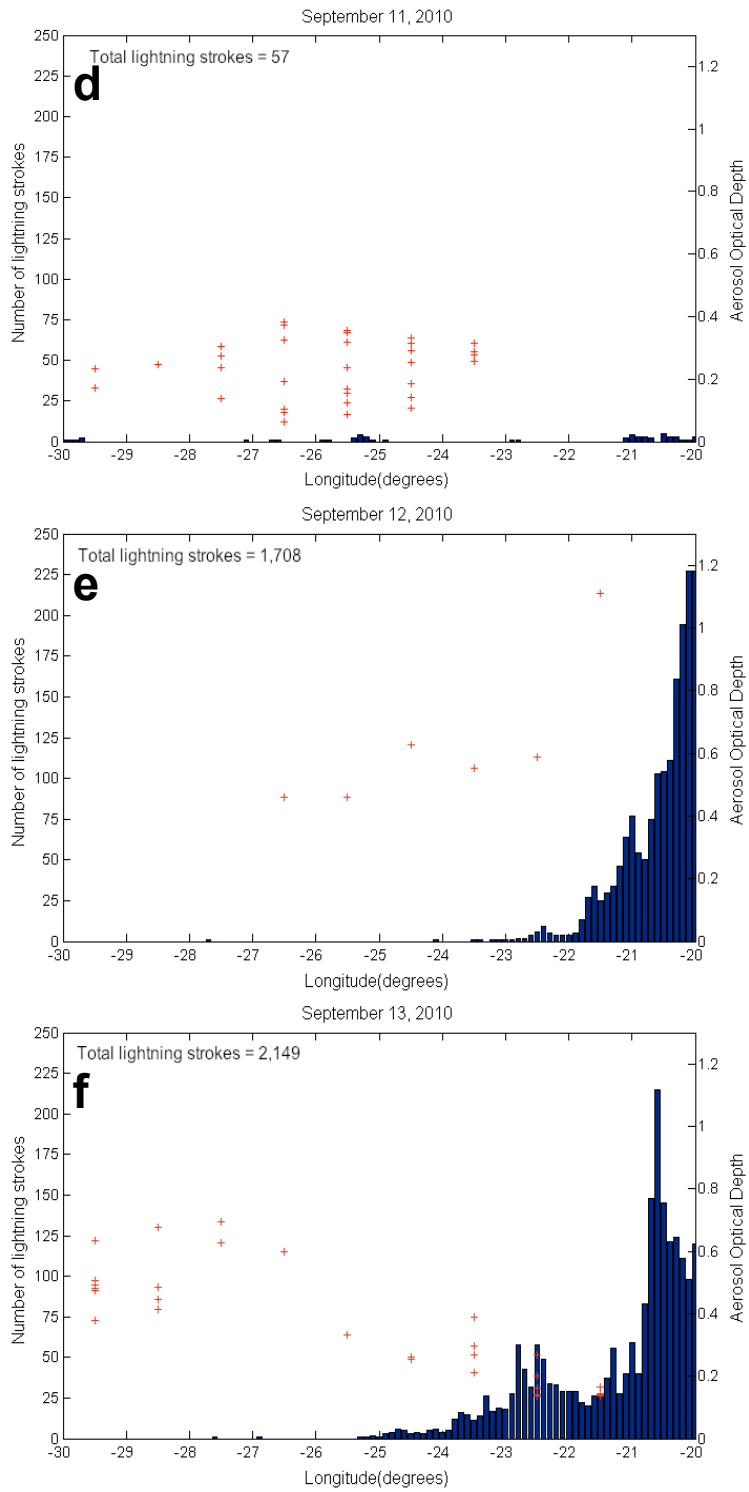 September 11, 2010
Total lightning strokes = 57
d
Number of lightning strokes
Aerosol Optical Depth
250
225
200
175
150
125
100
75
50
25
0
1.2
1
0.8
0.6
0.4
0.2
0
-30 -29 -28 -27 -26 -25 -24 -23 -22 -21 -20
Longitude(degrees)
September 12, 2010
Total lightning strokes = 1,708
e
Number of lightning strokes
Aerosol Optical Depth
250
225
200
175
150
125
100
75
50
25
0
1.2
1
0.8
0.6
0.4
0.2
0
-30 -29 -28 -27 -26 -25 -24 -23 -22 -21 -20
Longitude(degrees)
September 13, 2010
Total lightning strokes = 2,149
f
Number of lightning strokes
Aerosol Optical Depth
250
225
200
175
150
125
100
75
50
25
0
1.2
1
0.8
0.6
0.4
0.2
0
-30 -29 -28 -27 -26 -25 -24 -23 -22 -21 -20
Longitude(degrees)